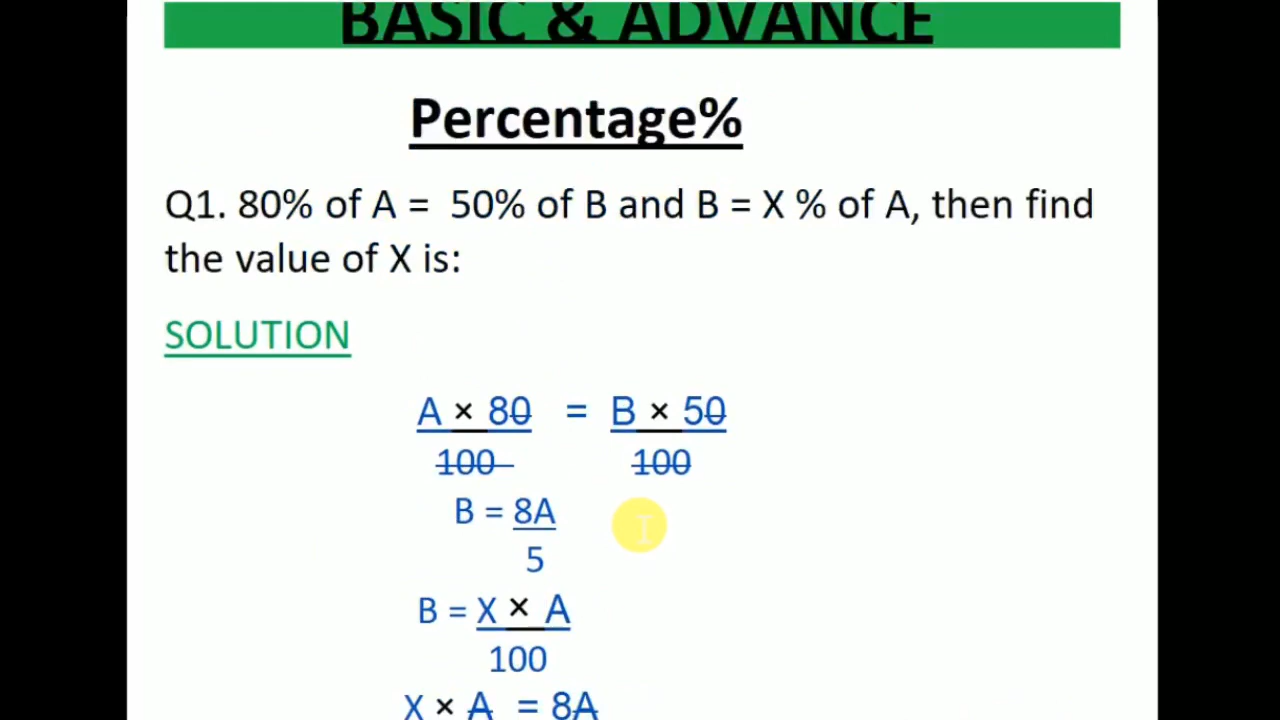 BASIC & ADVANCE
Percentage%
Q1. 80% of A = 50% of B and B = X % of A, then find
the value of X is:
SOLUTION
A × 80 = B × 50
100 100
B = 8A
5
B = X × A
100
X × A = 8A